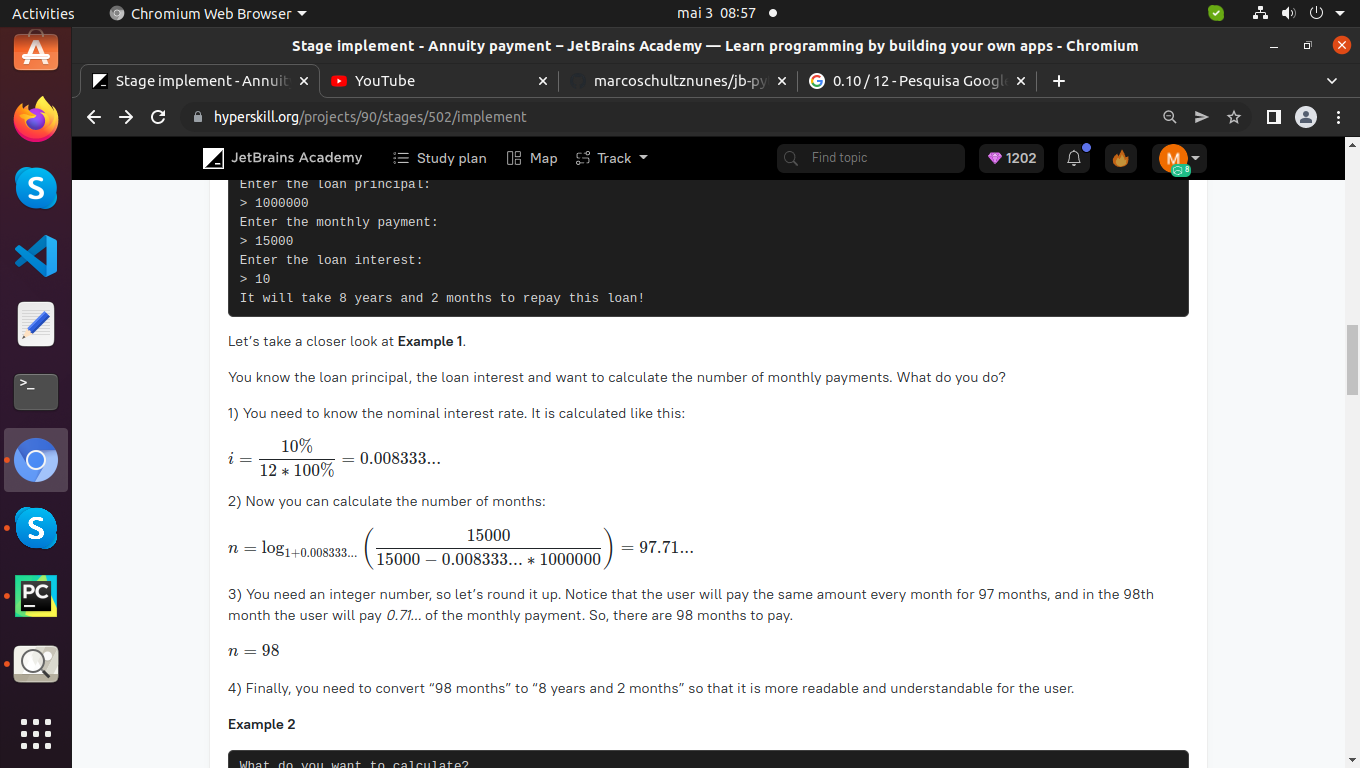 Activities
Chromium Web Browser
mai 3 08:57
Stage implement - Annuity payment – JetBrains Academy — Learn programming by building your own apps - Chromium
Stage implement - Annuit
YouTube
marcoschultznunes/jb-py
0.10 / 12 - Pesquisa Google
hyperskill.org/projects/90/stages/502/implement
JetBrains Academy
Study plan
Map
Track
Find topic
1202
M
8
Enter the loan principal:
> 1000000
Enter the monthly payment:
> 15000
Enter the loan interest:
> 10
It will take 8 years and 2 months to repay this loan!
Let's take a closer look at Example 1.
You know the loan principal, the loan interest and want to calculate the number of monthly payments. What do you do?
1) You need to know the nominal interest rate. It is calculated like this:
i = 10% / 12 ∗ 100% = 0.008333...
2) Now you can calculate the number of months:
n = log1+0.008333... ( 15000 / 15000 − 0.008333... ∗ 1000000 ) = 97.71...
3) You need an integer number, so let's round it up. Notice that the user will pay the same amount every month for 97 months, and in the 98th
month the user will pay 0.71... of the monthly payment. So, there are 98 months to pay.
n = 98
4) Finally, you need to convert “98 months” to “8 years and 2 months” so that it is more readable and understandable for the user.
Example 2
What do you want to calculate?